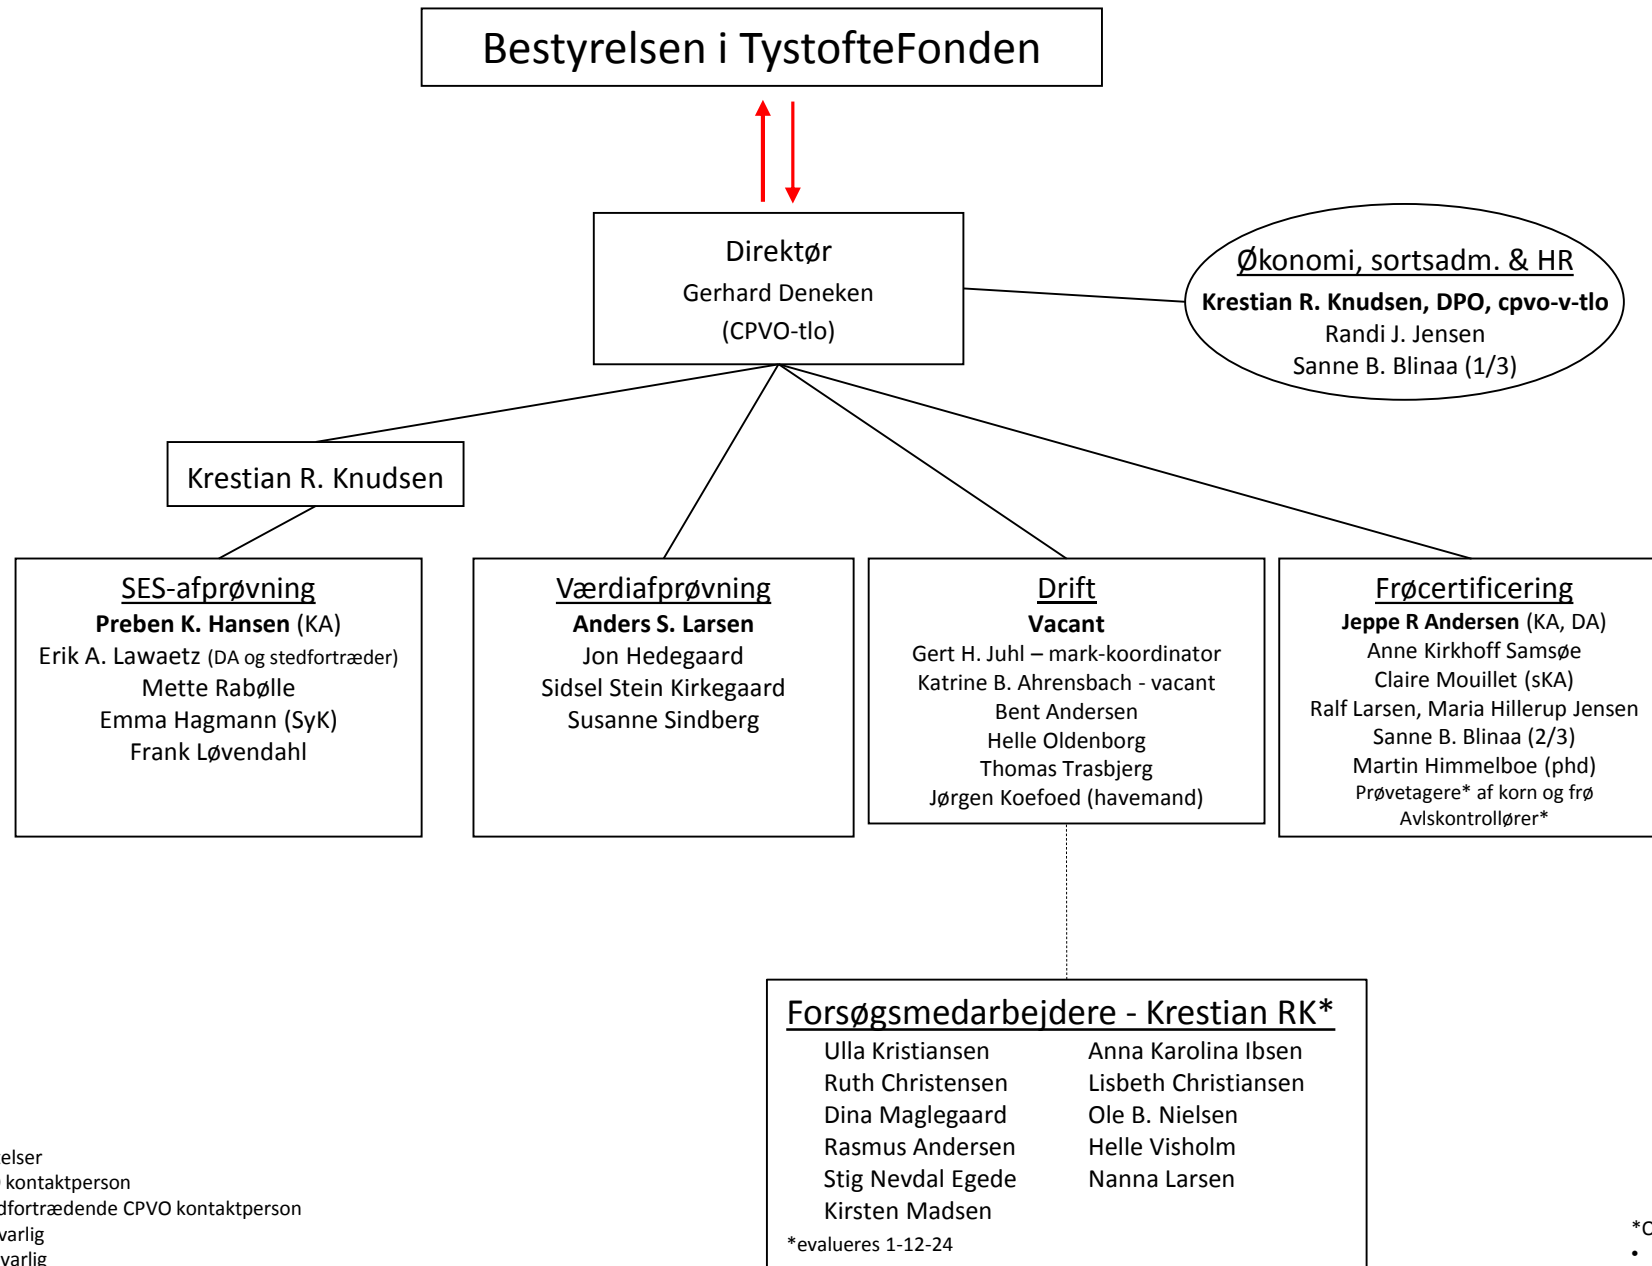 Bestyrelsen i TystofteFonden
Direktør
Gerhard Deneken
(CPVO-tlo)
Økonomi, sortsadm. & HR
Krestian R. Knudsen, DPO, cpvo-v-tlo
Randi J. Jensen
Sanne B. Blinaa (1/3)
Krestian R. Knudsen
SES-afprøvning
Preben K. Hansen (KA)
Erik A. Lawaetz (DA og stedfortræder)
Mette Rabølle
Emma Hagmann (SyK)
Frank Løvendahl
Værdiafprøvning
Anders S. Larsen
Jon Hedegaard
Sidsel Stein Kirkegaard
Susanne Sindberg
Drift
Vacant
Gert H. Juhl – mark-koordinator
Katrine B. Ahrensbach - vacant
Bent Andersen
Helle Oldenborg
Thomas Trasbjerg
Jørgen Koefoed (havemand)
Frøcertificering
Jeppe R Andersen (KA, DA)
Anne Kirkhoff Samsøe
Claire Mouillet (sKA)
Ralf Larsen, Maria Hillerup Jensen
Sanne B. Blinaa (2/3)
Martin Himmelboe (phd)
Prøvetagere* af korn og frø
Avlskontrollører*
Forsøgsmedarbejdere - Krestian RK*
Ulla Kristiansen
Ruth Christensen
Dina Maglegaard
Rasmus Andersen
Stig Nevdal Egede
Kirsten Madsen
Anna Karolina Ibsen
Lisbeth Christiansen
Ole B. Nielsen
Helle Visholm
Nanna Larsen
*evalueres 1-12-24
kontaktperson
CPVO kontaktperson